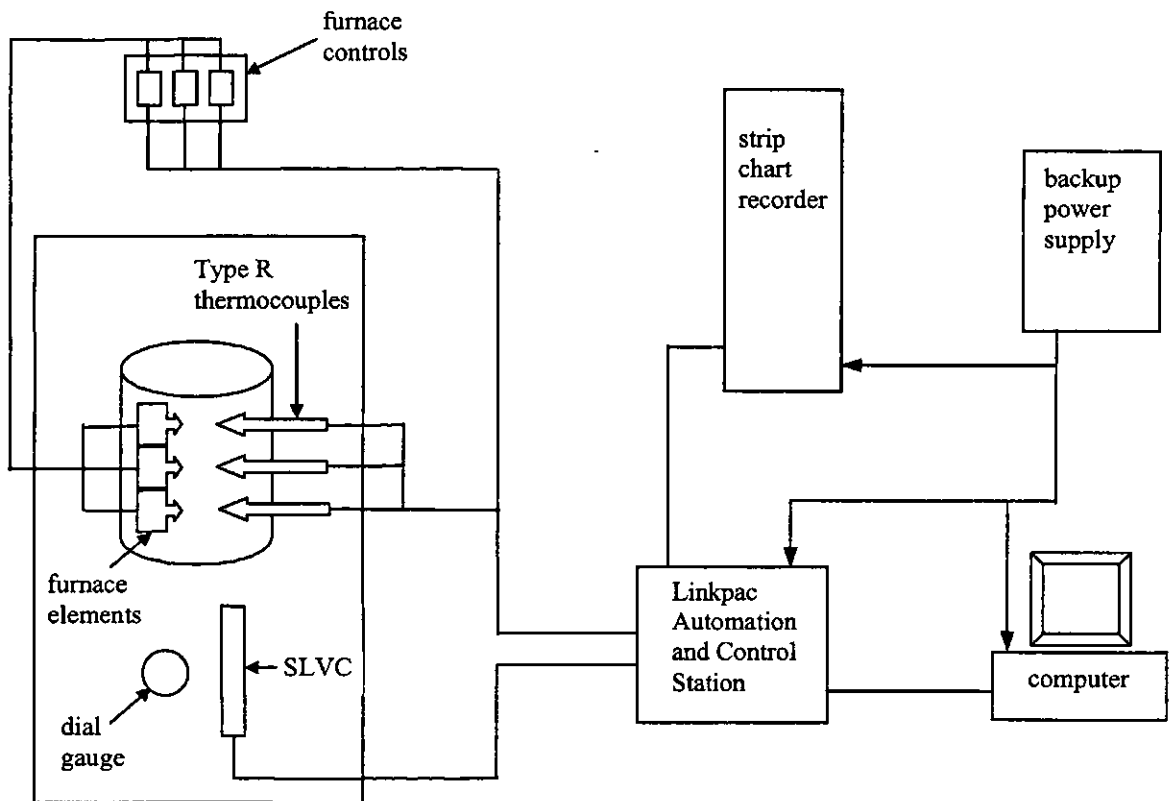 furnace
controls
strip
chart
recorder
backup
power
supply
Type R
thermocouples
furnace
elements
SLVC
dial
gauge
Linkpac
Automation
and Control
Station
computer